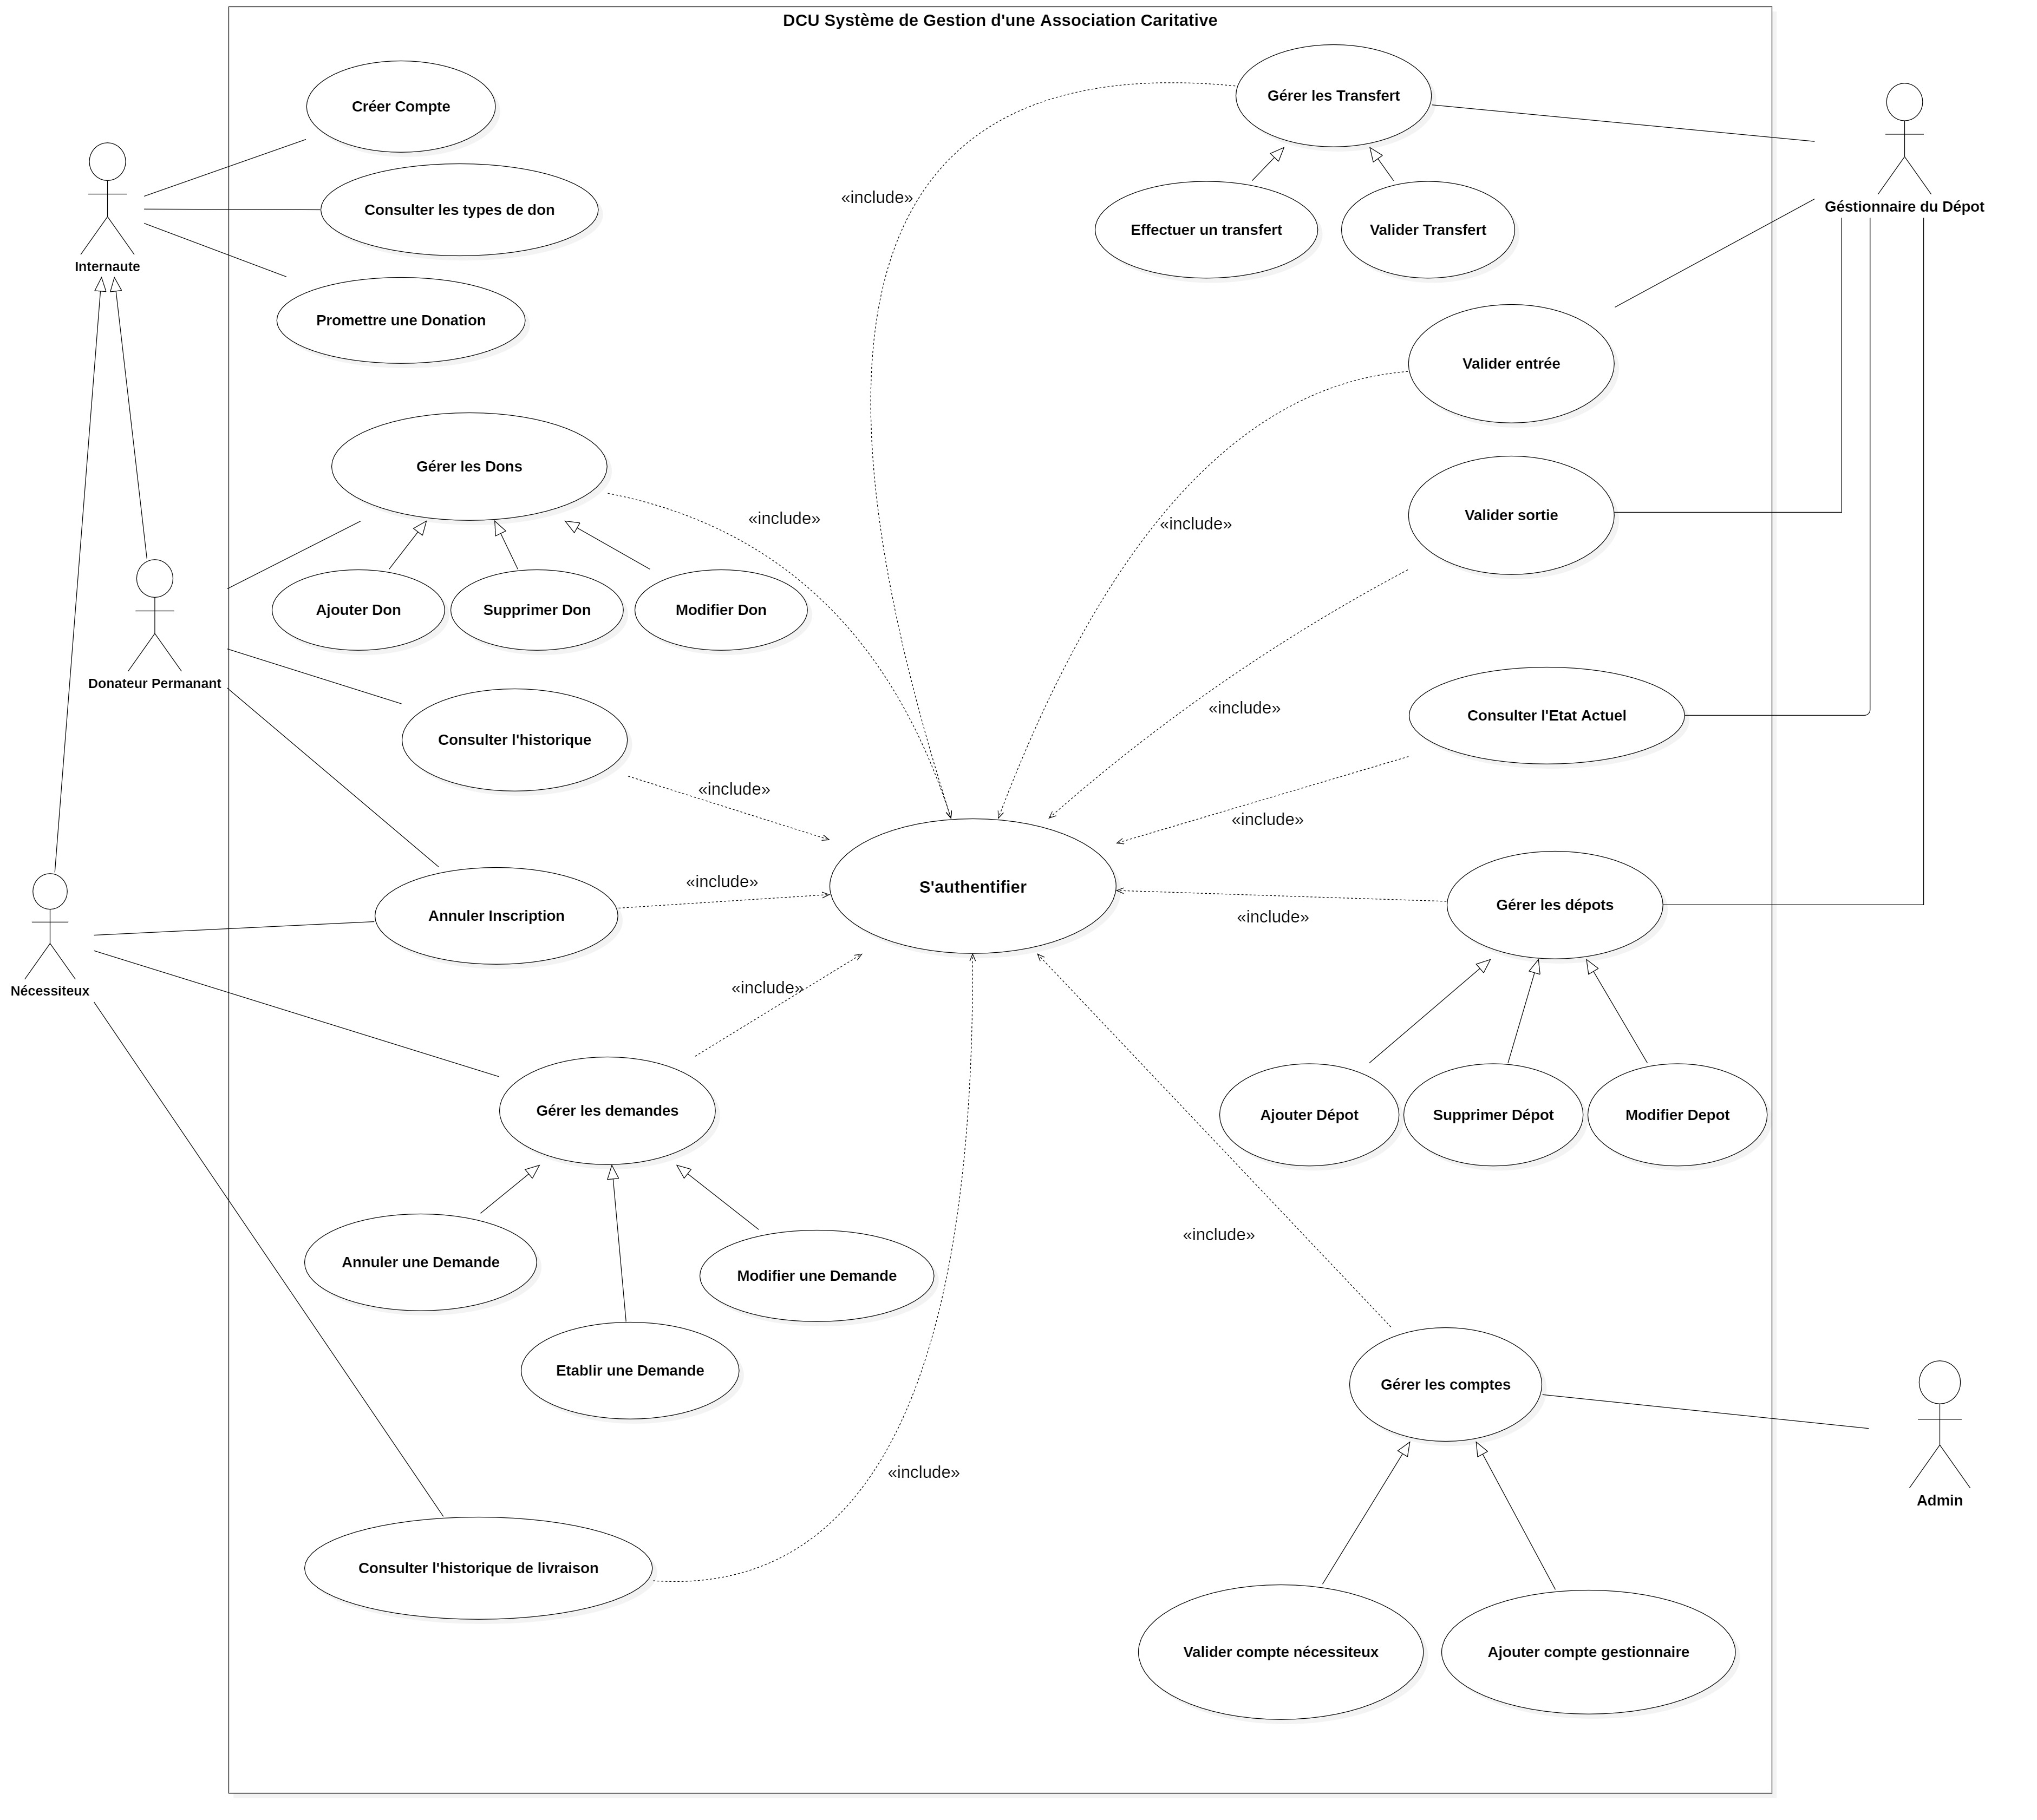 DCU Système de Gestion d'une Association Caritative
Créer Compte
Consulter les types de don
Promettre une Donation
Internaute
Gérer les Transfert
Effectuer un transfert
Valider Transfert
Géstionnaire du Dépot
«include»
Valider entrée
Gérer les Dons
«include»
«include»
Valider sortie
Ajouter Don
Supprimer Don
Modifier Don
Donateur Permanant
«include»
Consulter l'Etat Actuel
Consulter l'historique
«include»
«include»
S'authentifier
«include»
Annuler Inscription
Gérer les dépots
«include»
Nécessiteux
«include»
Gérer les demandes
Ajouter Dépot
Supprimer Dépot
Modifier Depot
Annuler une Demande
Modifier une Demande
Etablir une Demande
«include»
Gérer les comptes
Admin
«include»
Consulter l'historique de livraison
Valider compte nécessiteux
Ajouter compte gestionnaire